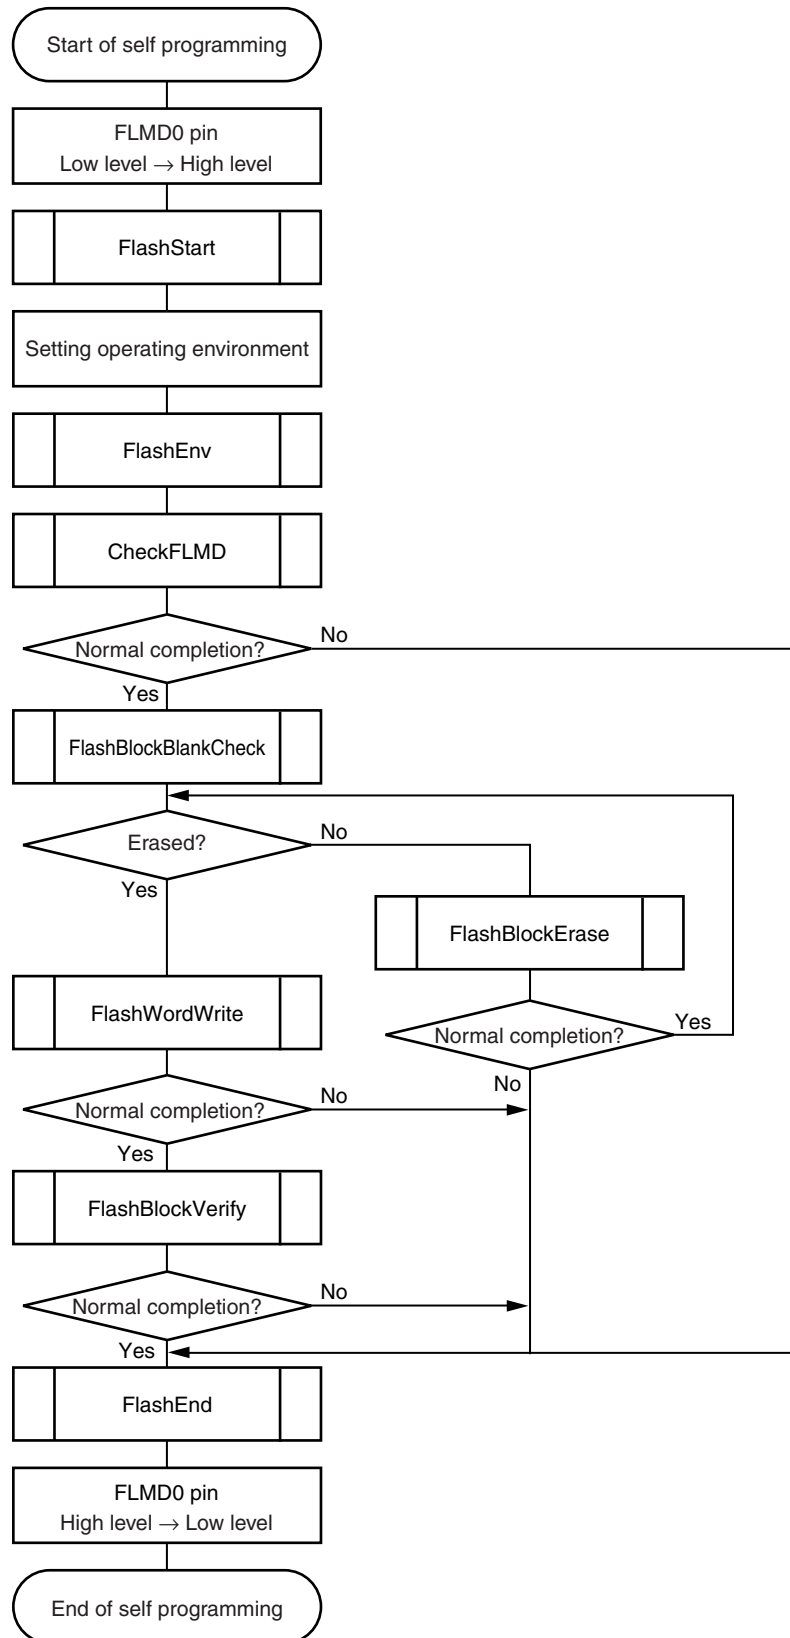 Start of self programming
FLMD0 pin
Low level → High level
FlashStart
Setting operating environment
FlashEnv
CheckFLMD
Normal completion?
No
Yes
FlashBlockBlankCheck
Erased?
No
Yes
FlashBlockErase
FlashWordWrite
Normal completion?
Yes
No
Normal completion?
No
Yes
FlashBlockVerify
Normal completion?
No
Yes
FlashEnd
FLMD0 pin
High level → Low level
End of self programming